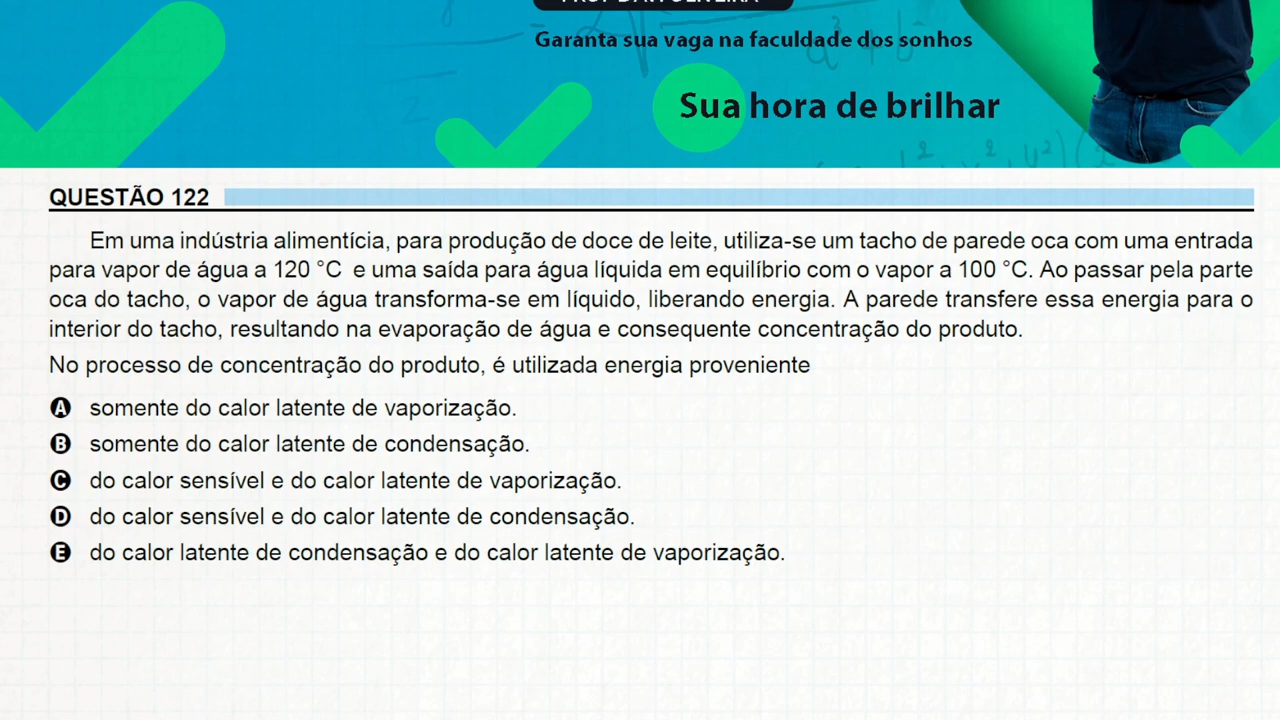 PROF DAVI OLIVEIRA
Garanta sua vaga na faculdade dos sonhos
Sua hora de brilhar
QUESTÃO 122
Em uma indústria alimentícia, para produção de doce de leite, utiliza-se um tacho de parede oca com uma entrada
para vapor de água a 120 °C e uma saída para água líquida em equilíbrio com o vapor a 100 °C. Ao passar pela parte
oca do tacho, o vapor de água transforma-se em líquido, liberando energia. A parede transfere essa energia para o
interior do tacho, resultando na evaporação de água e consequente concentração do produto.
No processo de concentração do produto, é utilizada energia proveniente
A somente do calor latente de vaporização.
B somente do calor latente de condensação.
C do calor sensível e do calor latente de vaporização.
D do calor sensível e do calor latente de condensação.
E do calor latente de condensação e do calor latente de vaporização.